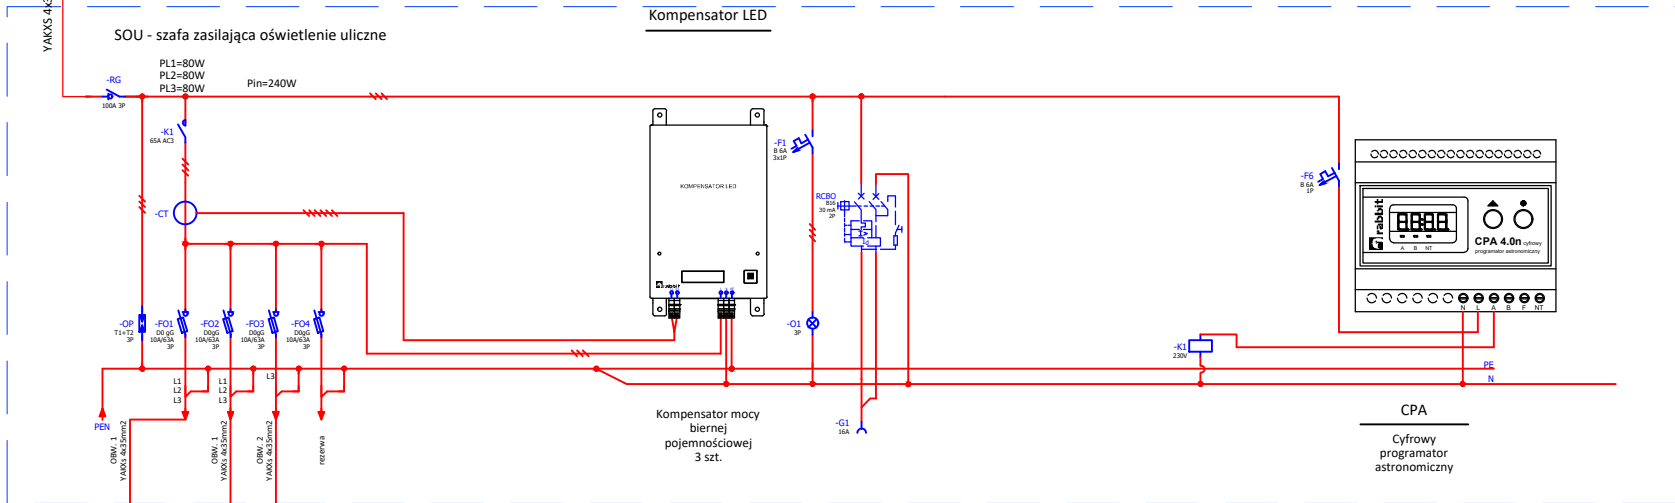 Kompensator LED
YAKXS 4x3
SOU - szafa zasilająca oświetlenie uliczne
PL1=80W
PL2=80W
PL3=80W
Pin=240W
-RG
100A 3P
-K1
65A AC3
-CT
-OP
T1+T2
3P
-FO1
D0 gG
10A/63A
3P
-FO2
D0gG
10A/63A
3P
-FO3
D0gG
10A/63A
3P
-FO4
D0gG
10A/63A
3P
L1
L2
L3
L1
L2
L3
L3
PEN
OBW. 1
YAKXs 4x35mm2
OBW. 1
YAKXs 4x35mm2
OBW. 2
YAKXs 4x35mm2
rezerwa
KOMPENSATOR LED
rabbit
Kompensator mocy
biernej
pojemnościowej
3 szt.
-F1
B 6A
3x1P
-O1
3P
RCBO
B16
30 mA
2P
-G1
16A
-F6
B 6A
1P
-K1
230V
rabbit
A B NT
CPA 4.0n cyfrowy
programator astronomiczny
N L A B F NT
PE
N
CPA
Cyfrowy
programator
astronomiczny